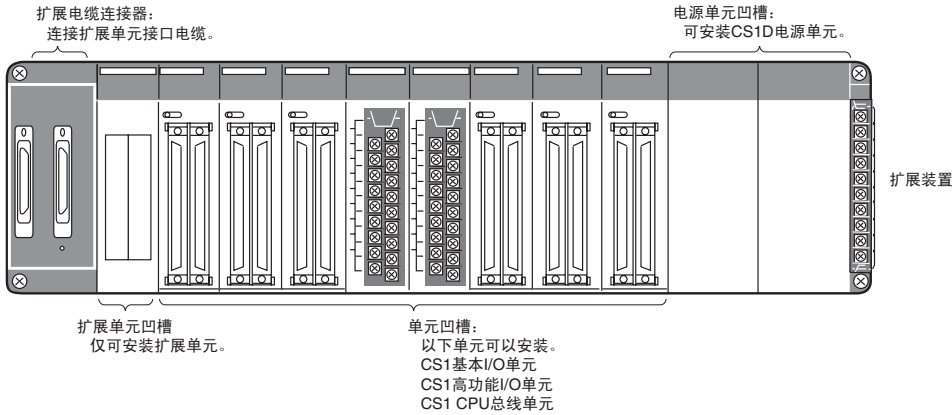 扩展电缆连接器：
连接扩展单元接口电缆。
电源单元凹槽：
可安装CS1D电源单元。
扩展装置
扩展单元凹槽
仅可安装扩展单元。
单元凹槽：
以下单元可以安装。
CS1基本I/O单元
CS1高功能I/O单元
CS1 CPU总线单元